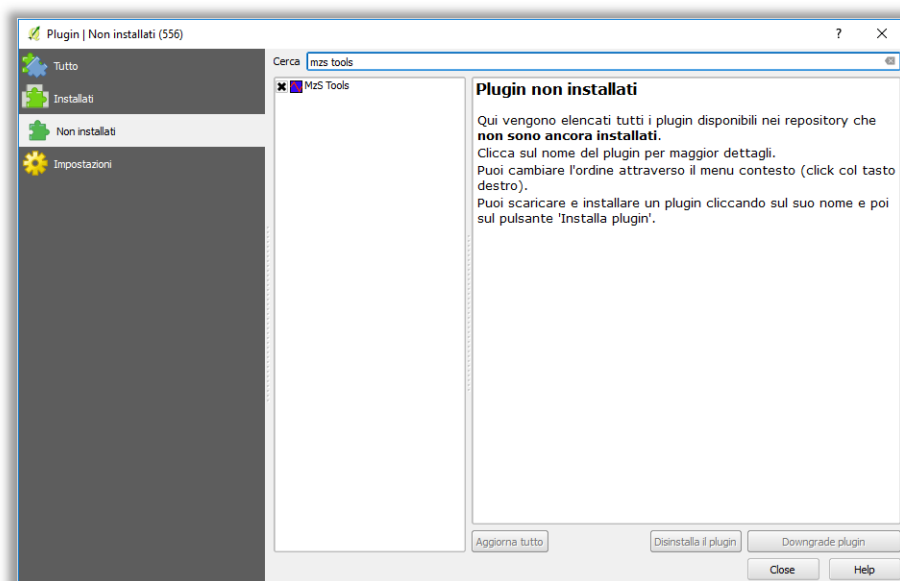 Plugin | Non installati (556)
?
Tutto
Installati
Non installati
Impostazioni
Cerca
mzs tools
MzS Tools
Plugin non installati
Qui vengono elencati tutti i plugin disponibili nei repository che
non sono ancora installati.
Clicca sul nome del plugin per maggior dettagli.
Puoi cambiare l'ordine attraverso il menu contesto (click col tasto
destro).
Puoi scaricare e installare un plugin cliccando sul suo nome e poi
sul pulsante 'Installa plugin'.
Aggiorna tutto
Disinstalla il plugin
Downgrade plugin
Close
Help